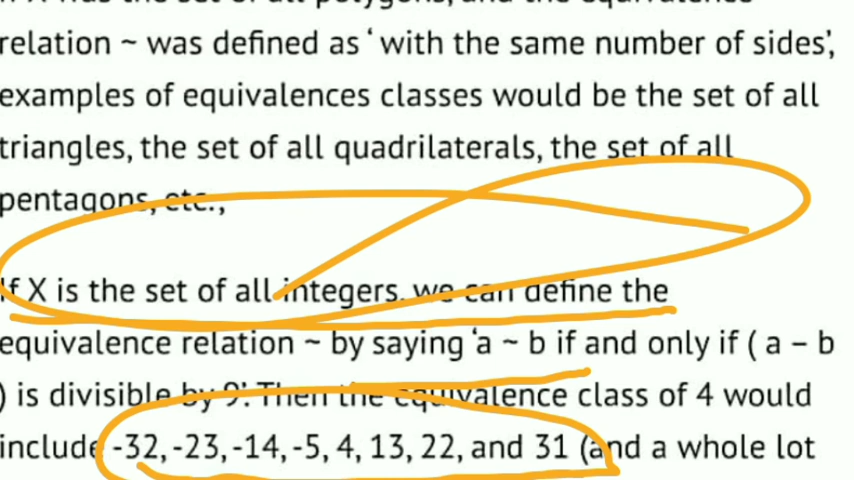 relation ~ was defined as ‘ with the same number of sides’,
examples of equivalences classes would be the set of all
triangles, the set of all quadrilaterals, the set of all
pentagons, etc.,
If X is the set of all integers, we can define the
equivalence relation ~ by saying ‘a ~ b if and only if ( a – b
) is divisible by 9’. Then the equivalence class of 4 would
include -32, -23, -14, -5, 4, 13, 22, and 31 (and a whole lot